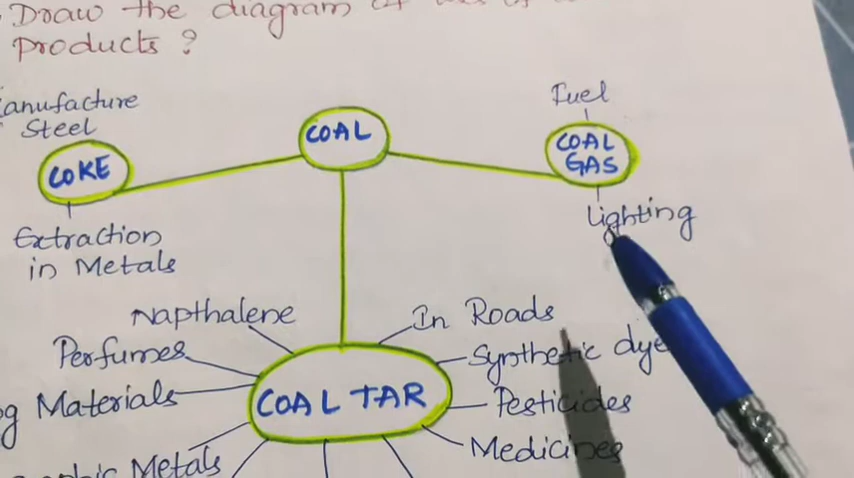 Draw the diagram
Products ?
Steel
COKE
Extraction
in Metals
COAL
Fuel
COAL
GAS
Lighting
Napthalene
Perfumes
Materials
Metals
COAL TAR
In Roads
Synthetic dye
Pesticides
Medicines